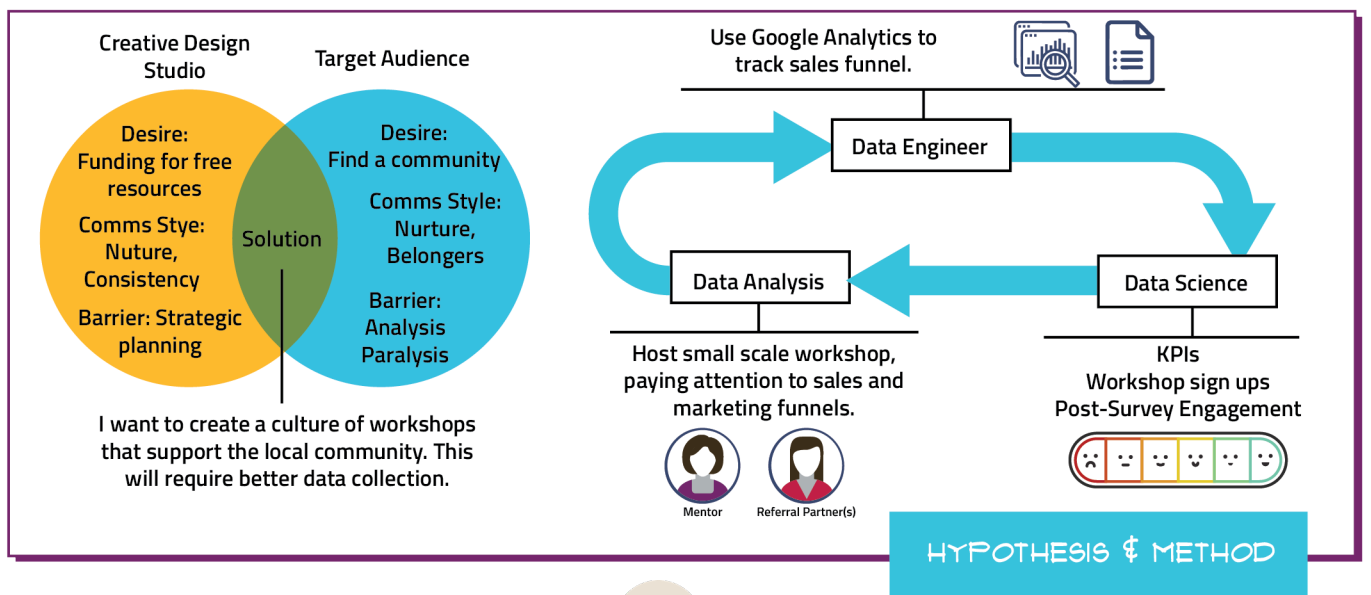 Creative Design
Studio
Target Audience
Desire:
Funding for free
resources
Comms Stye:
Nuture,
Consistency
Barrier: Strategic
planning
Solution
Desire:
Find a community
Comms Style:
Nurture,
Belongers
Barrier:
Analysis
Paralysis
I want to create a culture of workshops
that support the local community. This
will require better data collection.
Use Google Analytics to
track sales funnel.
Data Engineer
Data Science
KPIs
Workshop sign ups
Post-Survey Engagement
Data Analysis
Host small scale workshop,
paying attention to sales and
marketing funnels.
Mentor
Referral Partner(s)
HYPOTHESIS & METHOD